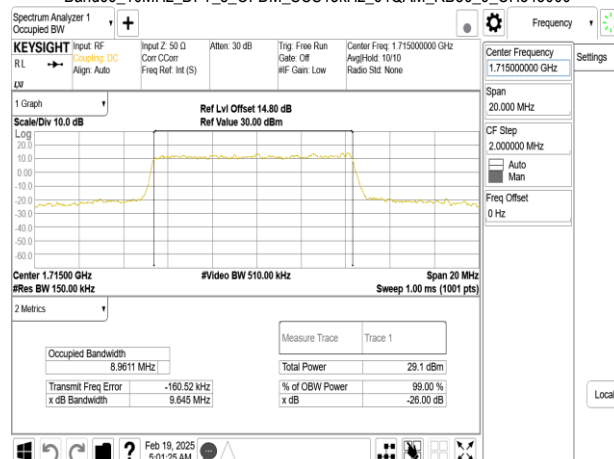 Spectrum Analyzer 1
Occupied BW
Frequency
KEYSIGHT
RL
Input: RF
Coupling: DC
Align: Auto
Input Z: 50 Ω
Corr CCorr
Freq Ref: Int (S)
Atten: 30 dB
Trig: Free Run
Gate: Off
#IF Gain: Low
Center Freq: 1.715000000 GHz
Avg|Hold: 10/10
Radio Std: None
LXI
Center Frequency
1.715000000 GHz
Settings
Span
20.000 MHz
CF Step
2.000000 MHz
Auto
Man
Freq Offset
0 Hz
Local
1 Graph
Scale/Div 10.0 dB
Ref Lvl Offset 14.80 dB
Ref Value 30.00 dBm
Log
20.0
10.0
0.00
-10.0
-20.0
-30.0
-40.0
-50.0
-60.0
Center 1.71500 GHz
#Video BW 510.00 kHz
Span 20 MHz
#Res BW 150.00 kHz
Sweep 1.00 ms (1001 pts)
2 Metrics
Measure Trace
Trace 1
Occupied Bandwidth
8.9611 MHz
Total Power
29.1 dBm
Transmit Freq Error
-160.52 kHz
% of OBW Power
99.00 %
x dB Bandwidth
9.645 MHz
x dB
-26.00 dB
Feb 19, 2025
5:01:25 AM